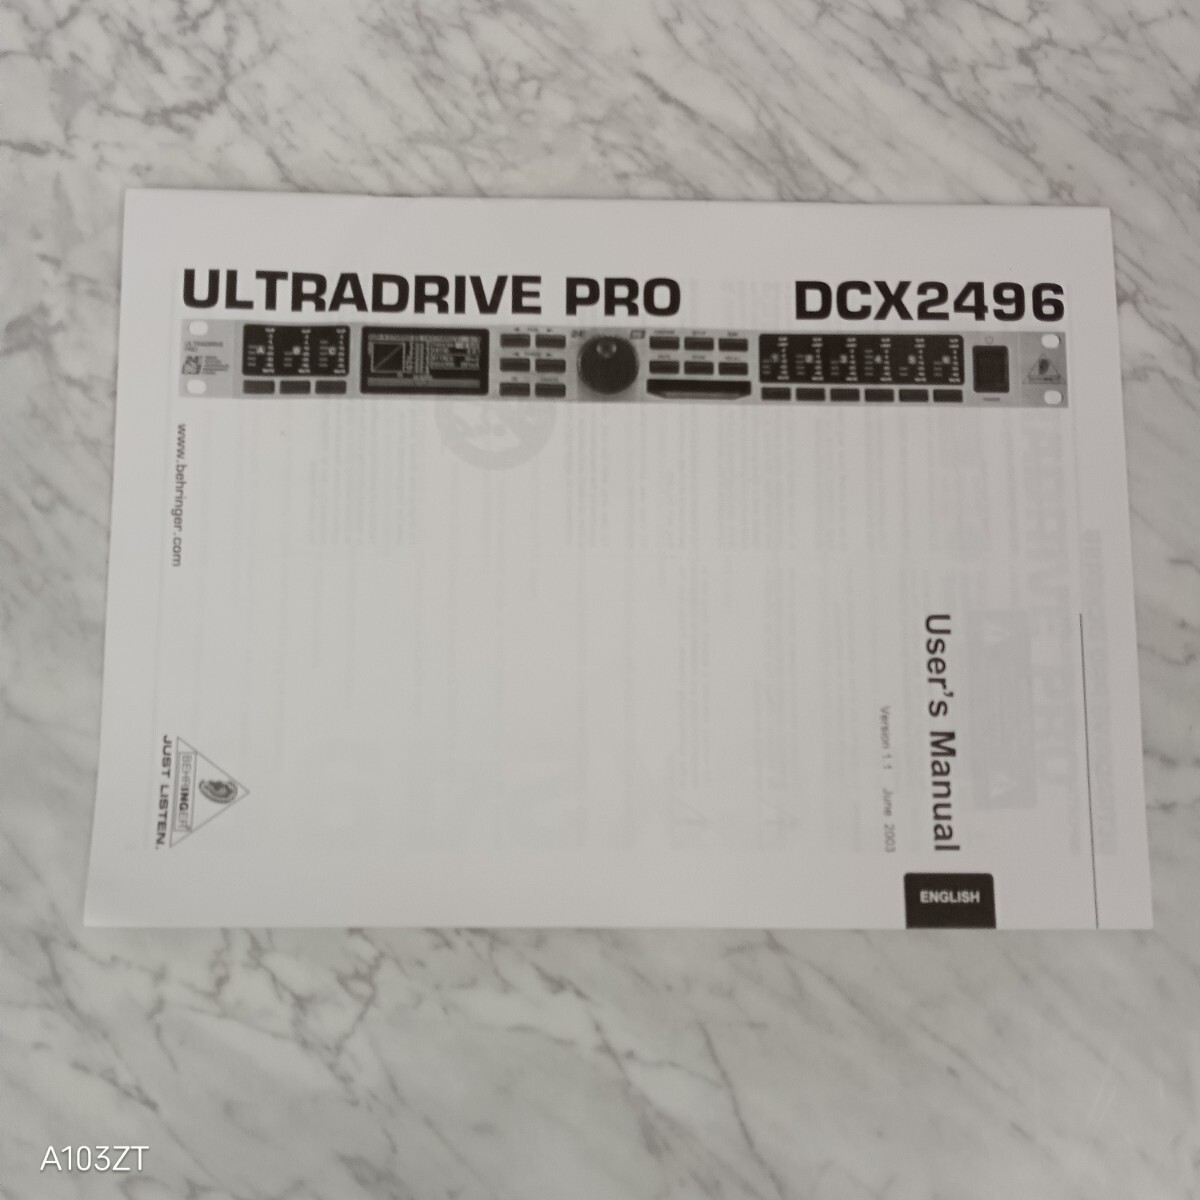 ULTRADRIVE PRO DCX2496
www.behringer.com
User's Manual
Version 1.1 June 2003
BEHRINGER
JUST LISTEN.
ENGLISH
A103ZT